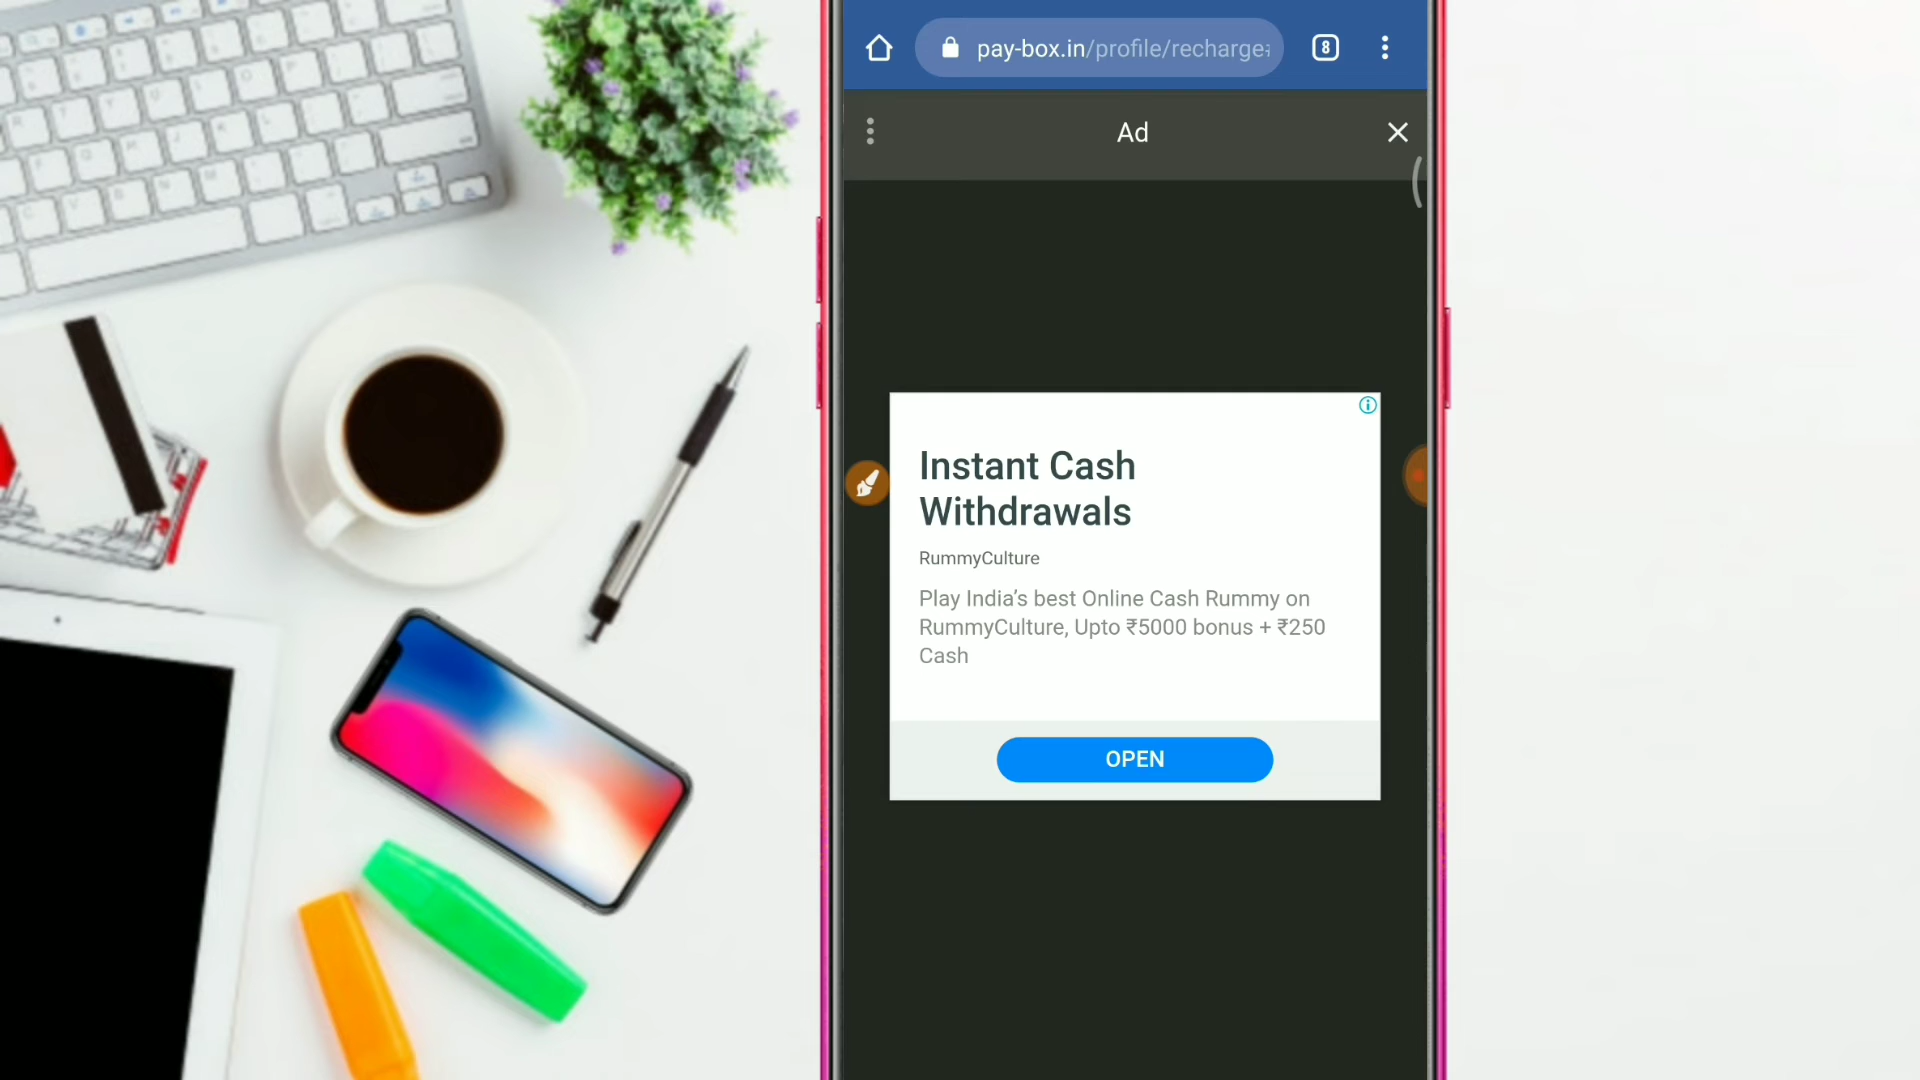 pay-box.in/profile/recharge
8
Ad
Instant Cash
Withdrawals
RummyCulture
Play India’s best Online Cash Rummy on
RummyCulture, Upto ₹5000 bonus + ₹250
Cash
OPEN